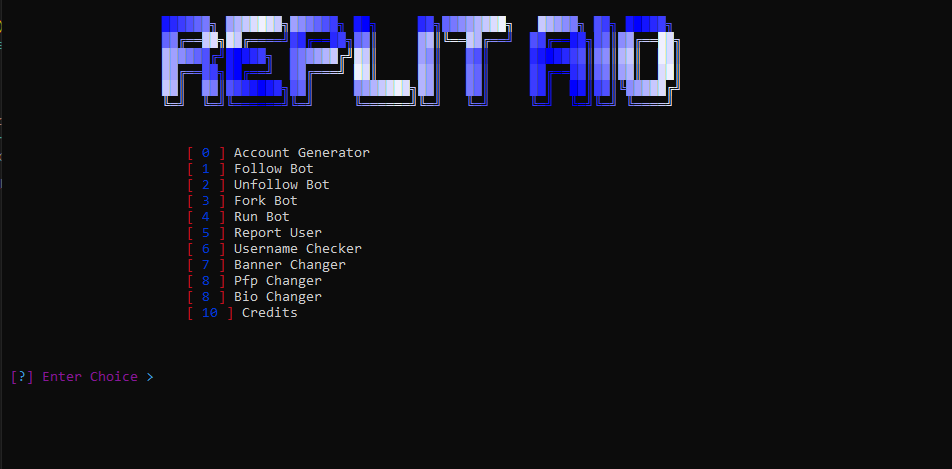 REPLIT AIO
[ 0 ] Account Generator
[ 1 ] Follow Bot
[ 2 ] Unfollow Bot
[ 3 ] Fork Bot
[ 4 ] Run Bot
[ 5 ] Report User
[ 6 ] Username Checker
[ 7 ] Banner Changer
[ 8 ] Pfp Changer
[ 8 ] Bio Changer
[ 10 ] Credits
[?] Enter Choice >